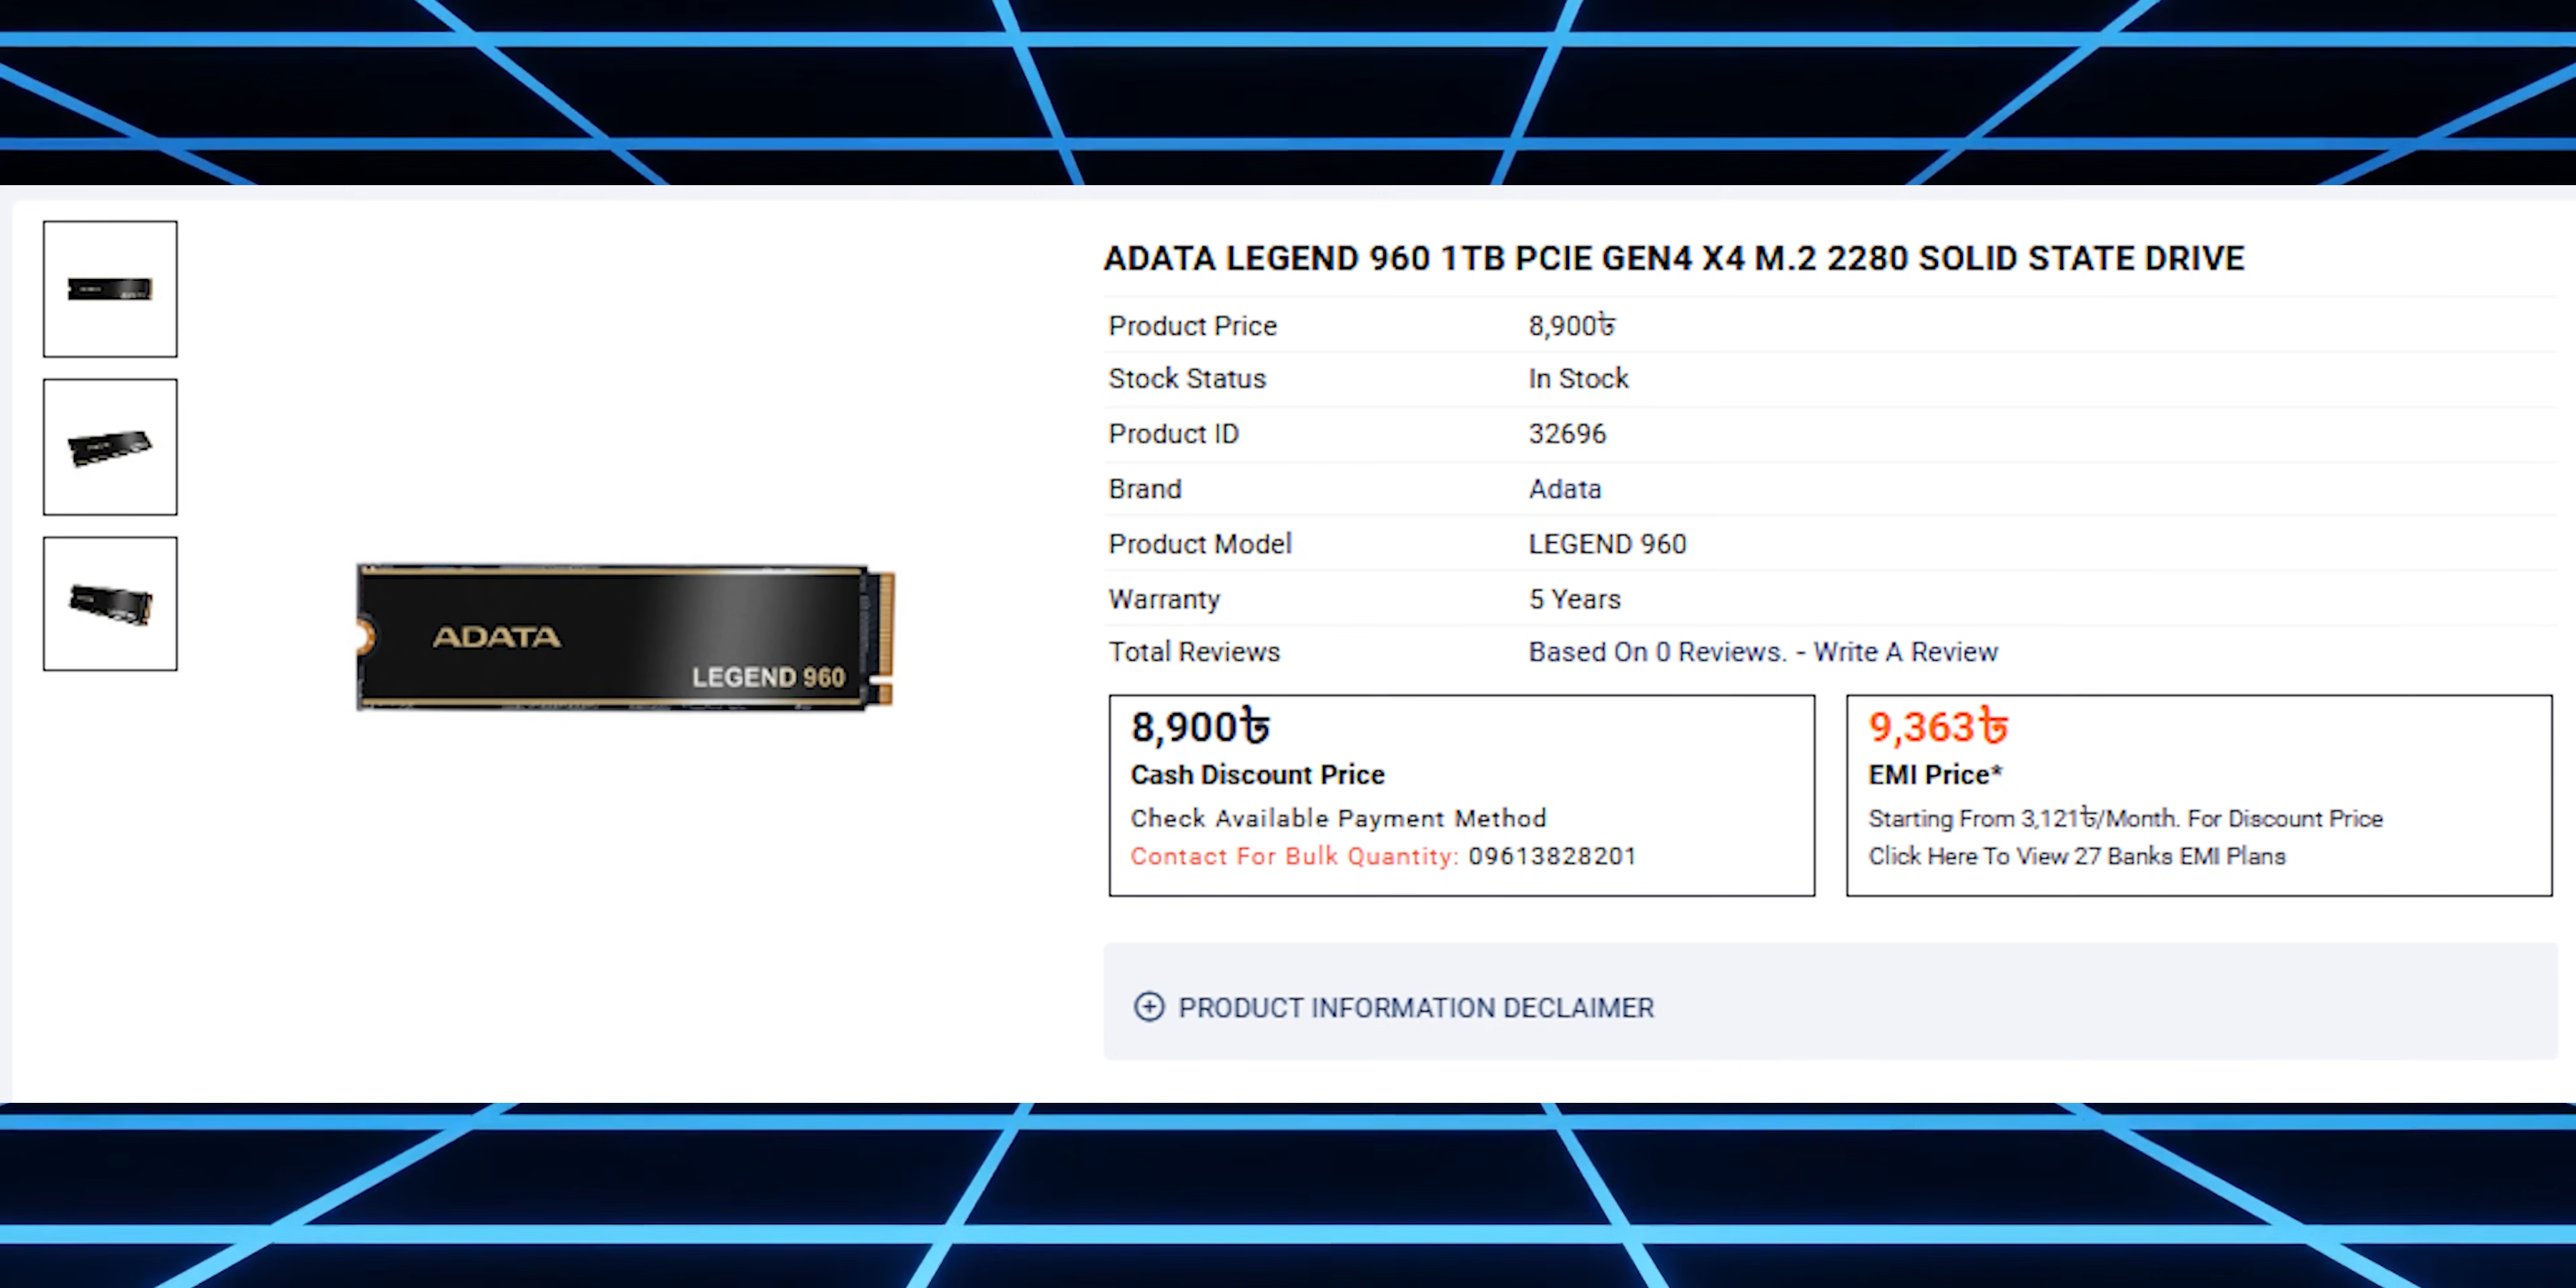 ADATA LEGEND 960 1TB PCIE GEN4 X4 M.2 2280 SOLID STATE DRIVE
Product Price 8,900৳
Stock Status In Stock
Product ID 32696
Brand Adata
Product Model LEGEND 960
Warranty 5 Years
Total Reviews Based On 0 Reviews. - Write A Review
ADATA
LEGEND 960
8,900৳
Cash Discount Price
Check Available Payment Method
Contact For Bulk Quantity: 09613828201
9,363৳
EMI Price*
Starting From 3,121৳/Month. For Discount Price
Click Here To View 27 Banks EMI Plans
PRODUCT INFORMATION DECLAIMER